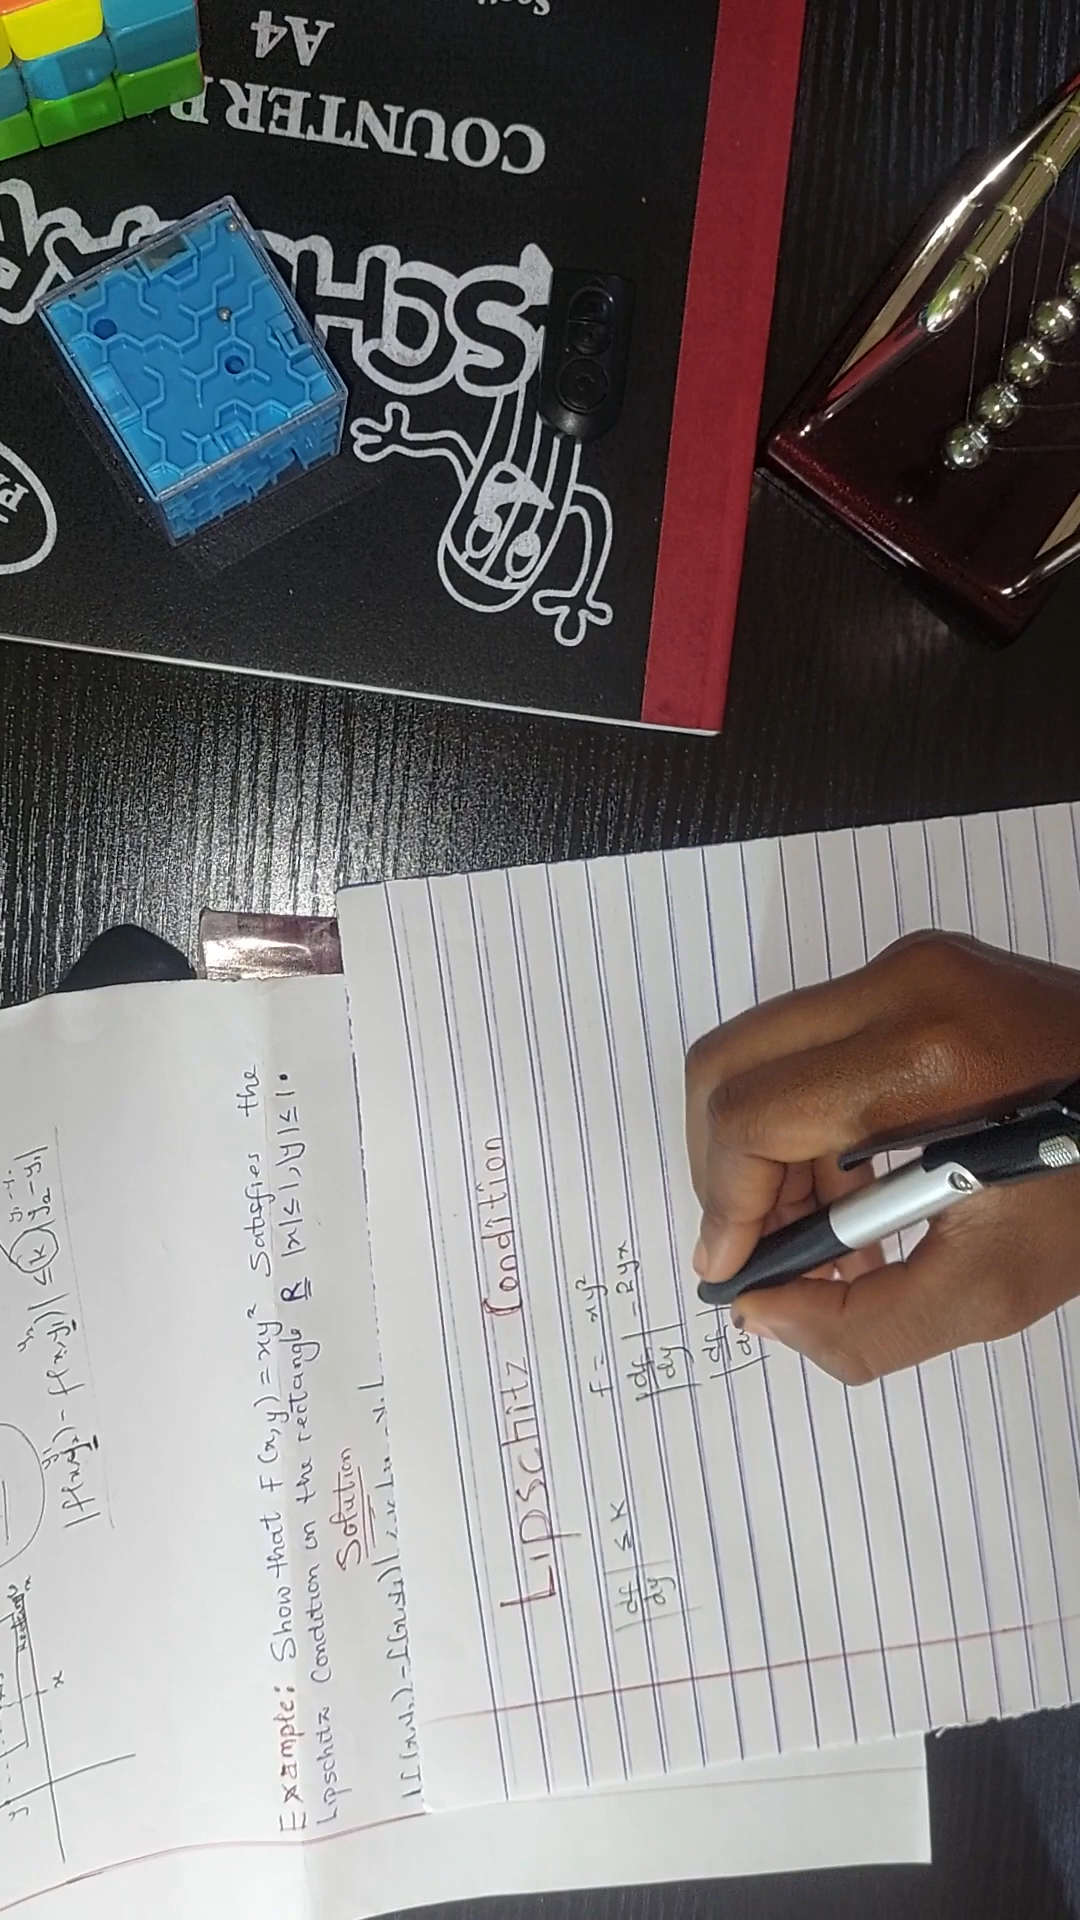 COUNTER
A4
SCH
|f(x,y₂) - f(x,y₁)| ≤ K |y₂-y₁|
y
x
Example: Show that F(x,y) = xy² Satisfies the
Lipschitz Condition on the rectangle R |x| ≤ 1, |y| ≤ 1.
Solution
Lipschitz Condition
|df/dy| ≤ K
f = xy²
|df/dy| = 2yx
|df/dy